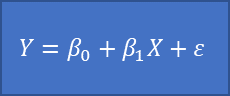 Y = β₀ + β₁X + ε